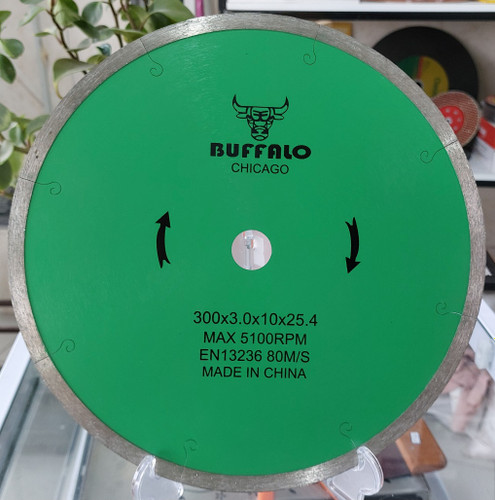 BUFFALO
CHICAGO
300x3.0x10x25.4
MAX 5100RPM
EN13236 80M/S
MADE IN CHINA